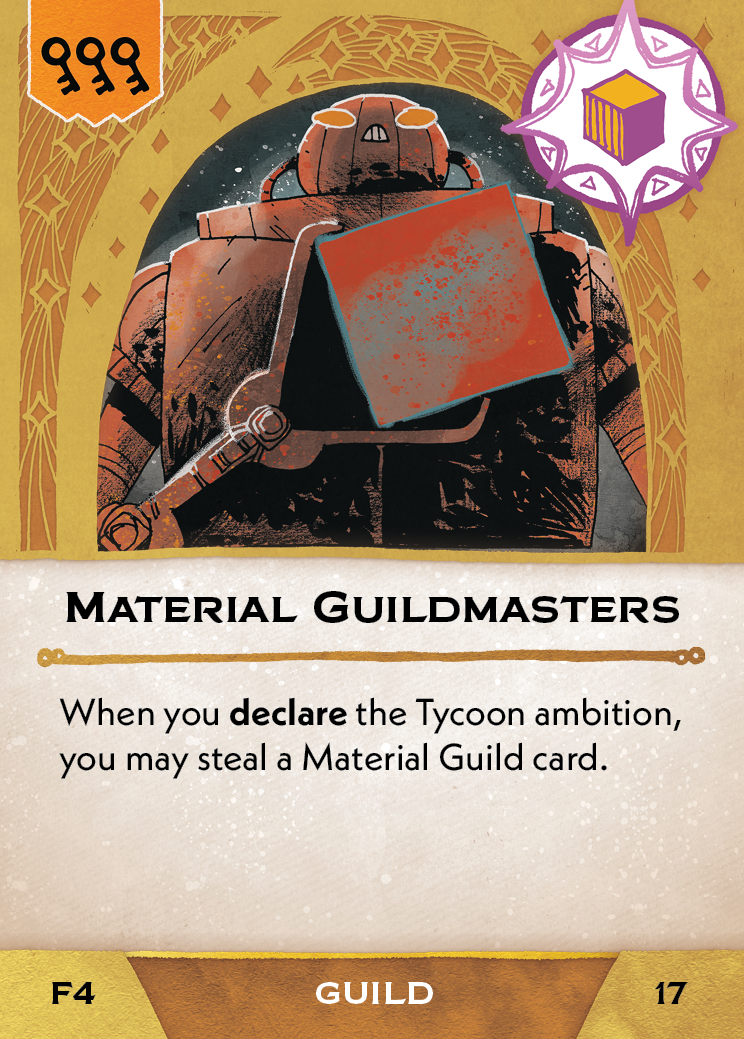 Material Guildmasters
When you declare the Tycoon ambition,
you may steal a Material Guild card.
F4 GUILD 17